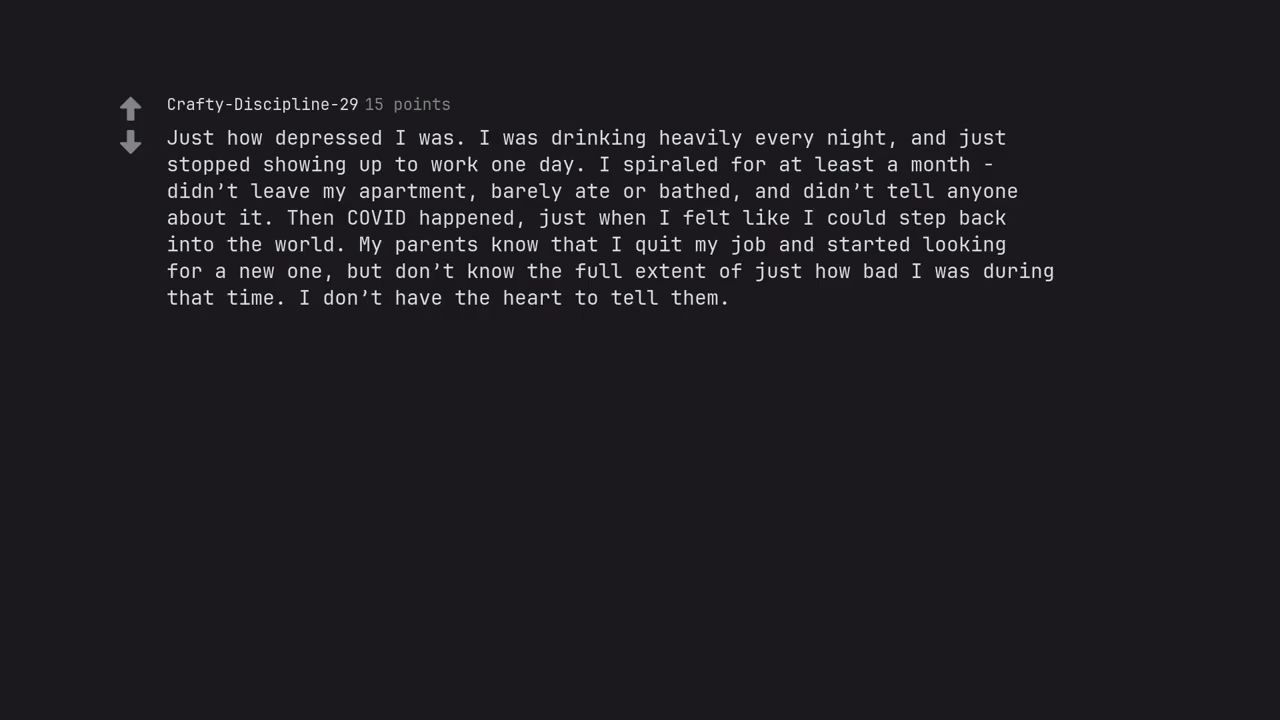 Crafty-Discipline-29 15 points
Just how depressed I was. I was drinking heavily every night, and just
stopped showing up to work one day. I spiraled for at least a month -
didn’t leave my apartment, barely ate or bathed, and didn’t tell anyone
about it. Then COVID happened, just when I felt like I could step back
into the world. My parents know that I quit my job and started looking
for a new one, but don’t know the full extent of just how bad I was during
that time. I don’t have the heart to tell them.